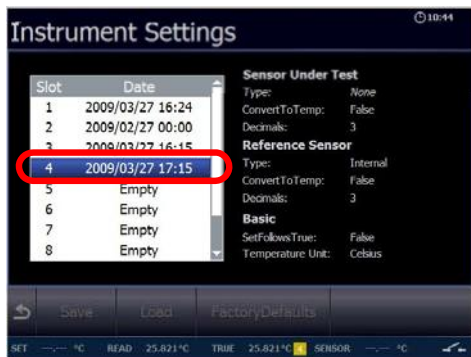 Instrument Settings
10:44
Slot Date
1 2009/03/27 16:24
2 2009/02/27 00:00
3 2009/03/27 16:15
4 2009/03/27 17:15
5 Empty
6 Empty
7 Empty
8 Empty
Sensor Under Test
Type: None
ConvertToTemp: False
Decimals: 3
Reference Sensor
Type: Internal
ConvertToTemp: False
Decimals: 3
Basic
SetFollowsTrue: False
Temperature Unit: Celsius
Save Load FactoryDefaults
SET ---.--- °C READ 25.821°C TRUE 25.821°C SENSOR ---.--- °C